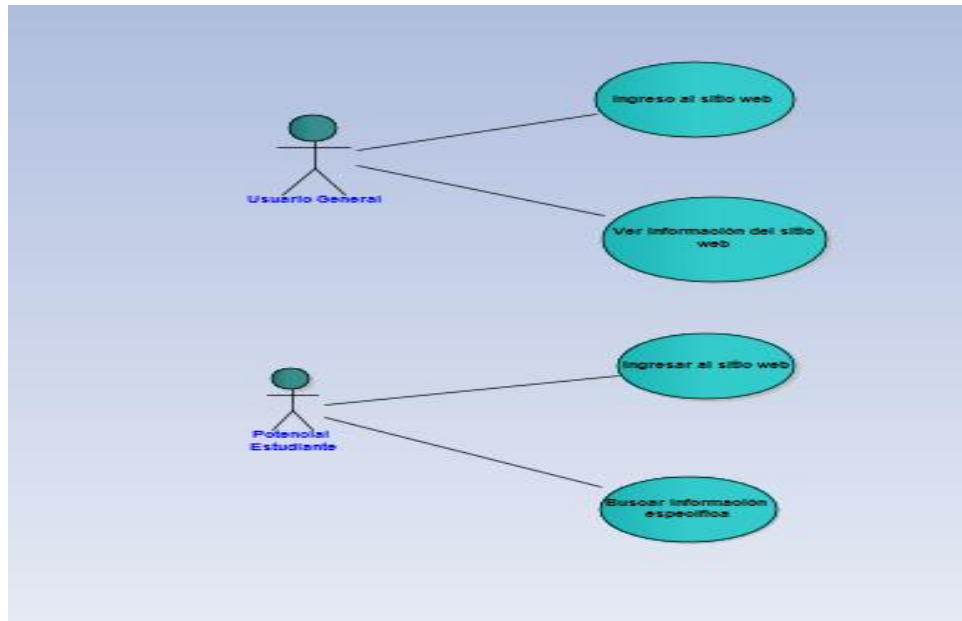 Ingreso al sitio web
Usuario General
Ver información del sitio
web
Ingresar al sitio web
Potencial
Estudiante
Buscar información
especifica